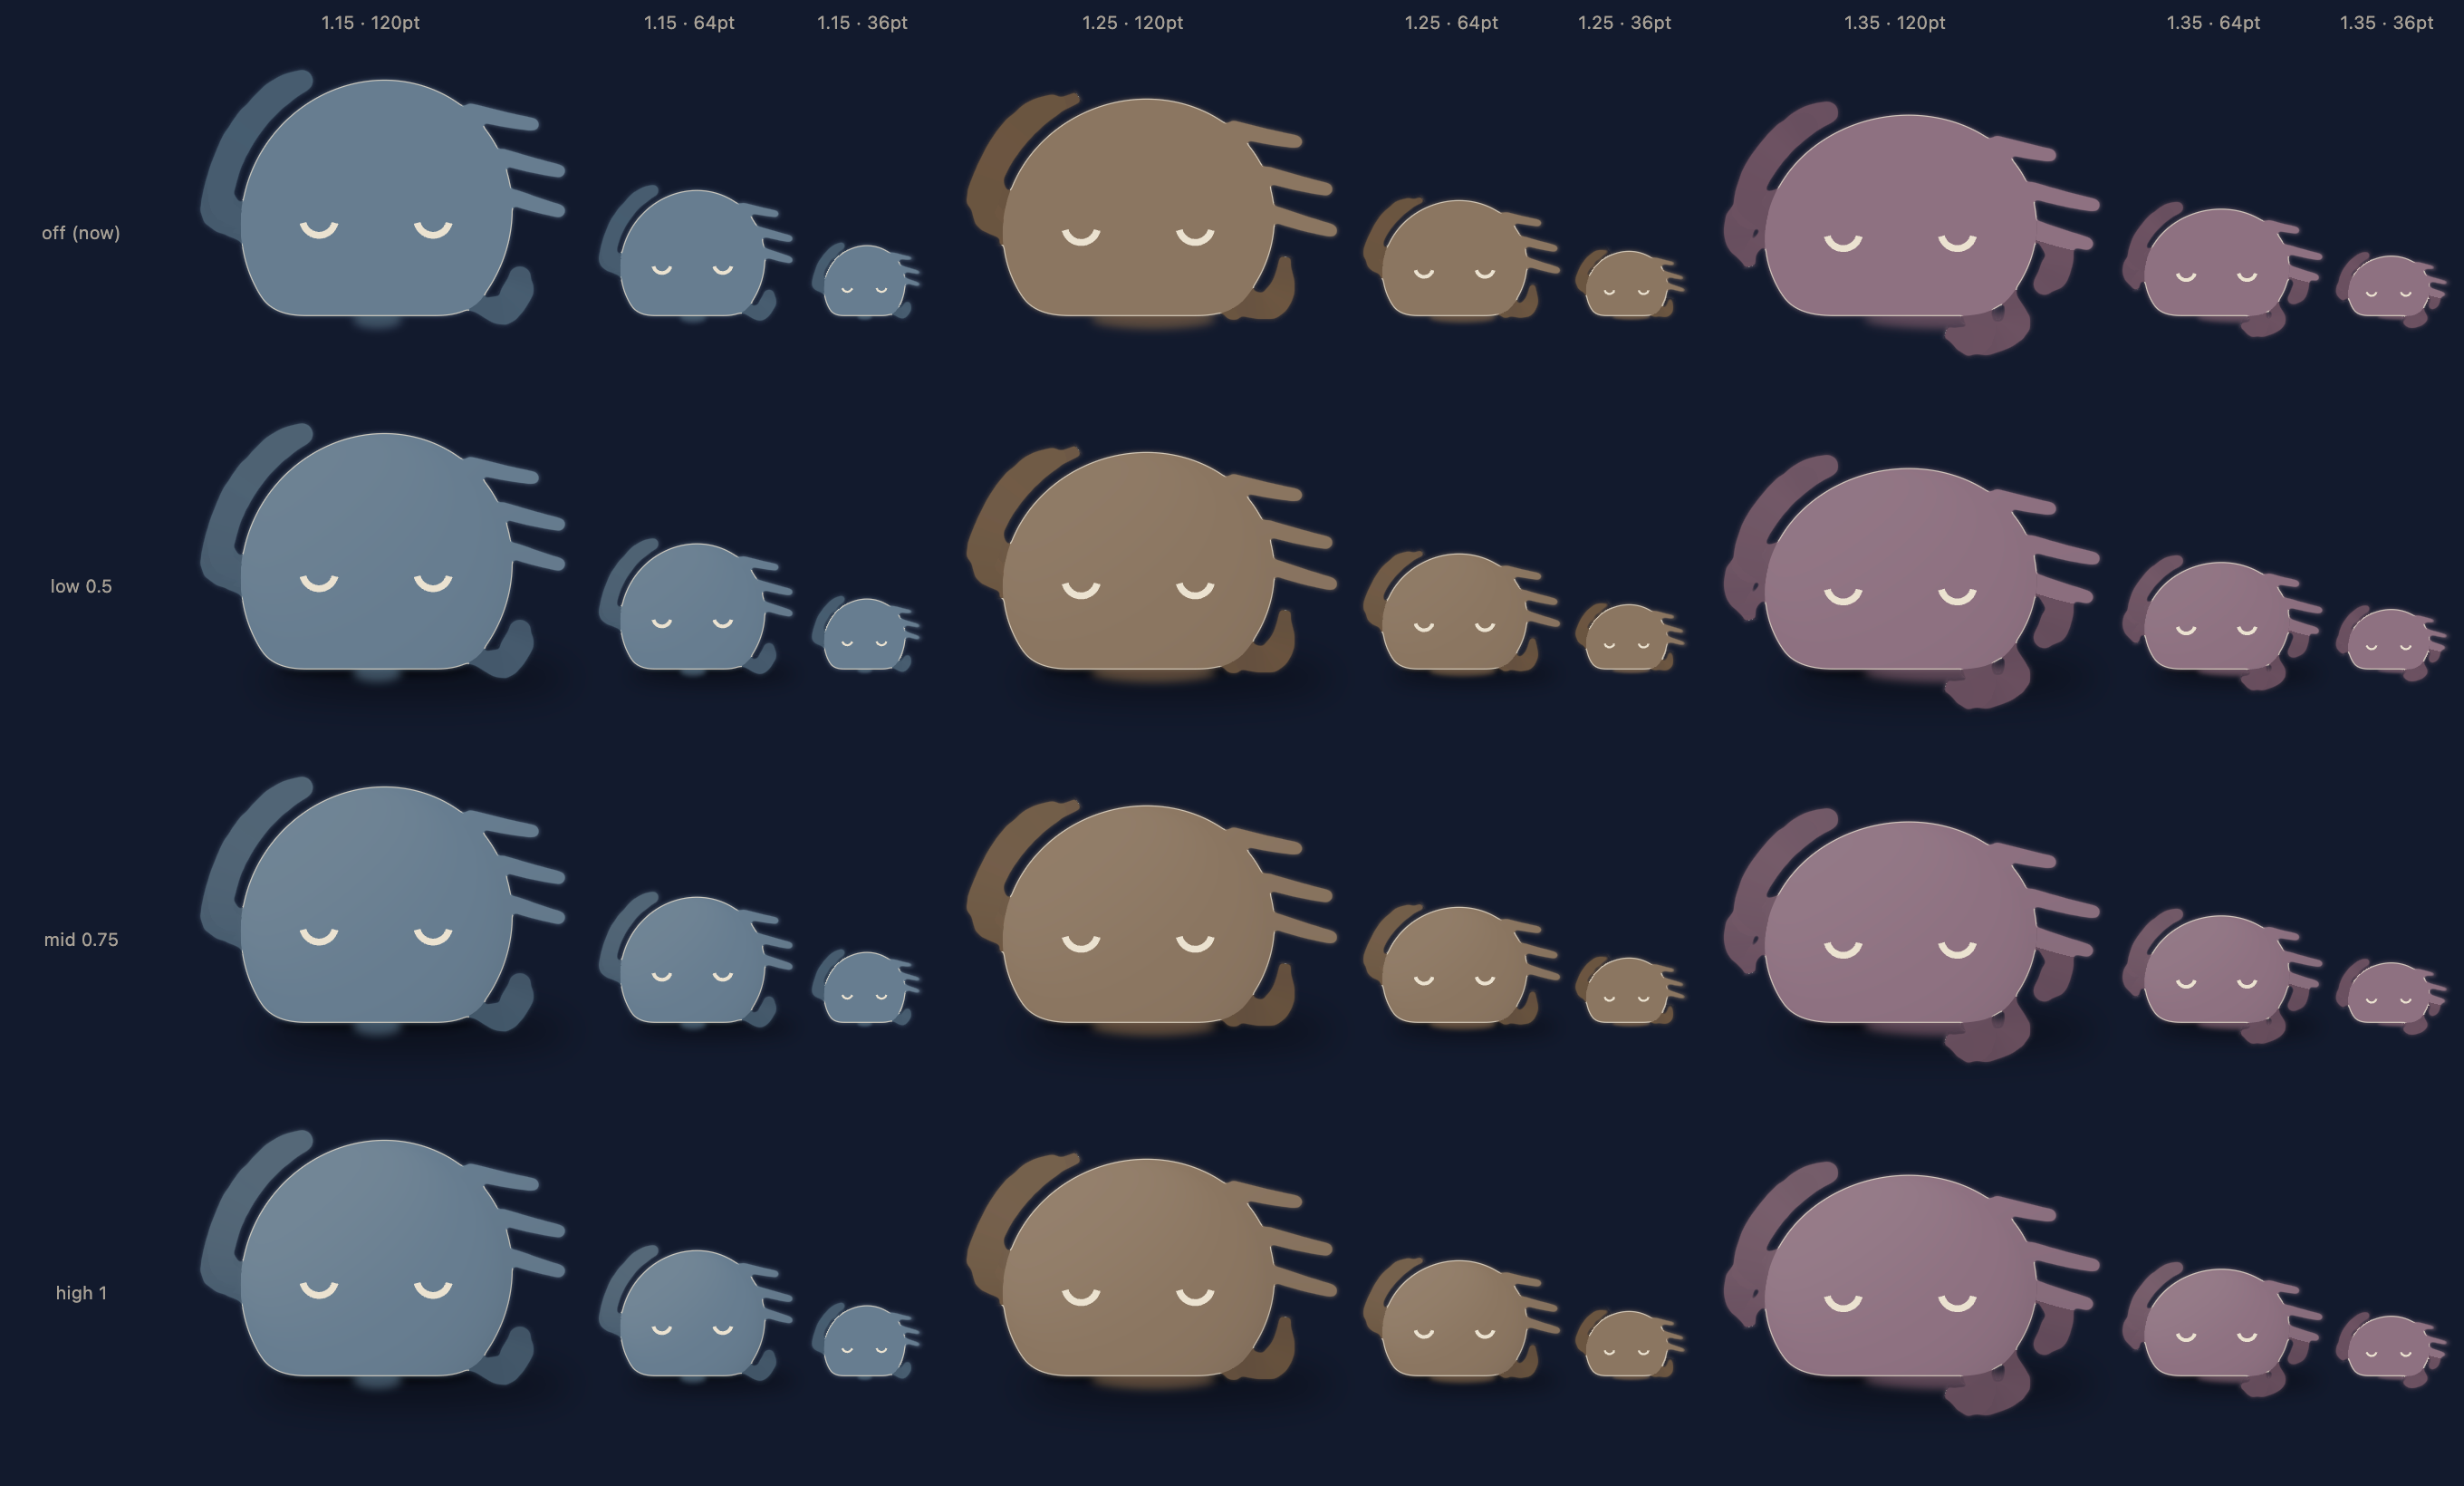 1.15 · 120pt
1.15 · 64pt
1.15 · 36pt
1.25 · 120pt
1.25 · 64pt
1.25 · 36pt
1.35 · 120pt
1.35 · 64pt
1.35 · 36pt
off (now)
low 0.5
mid 0.75
high 1